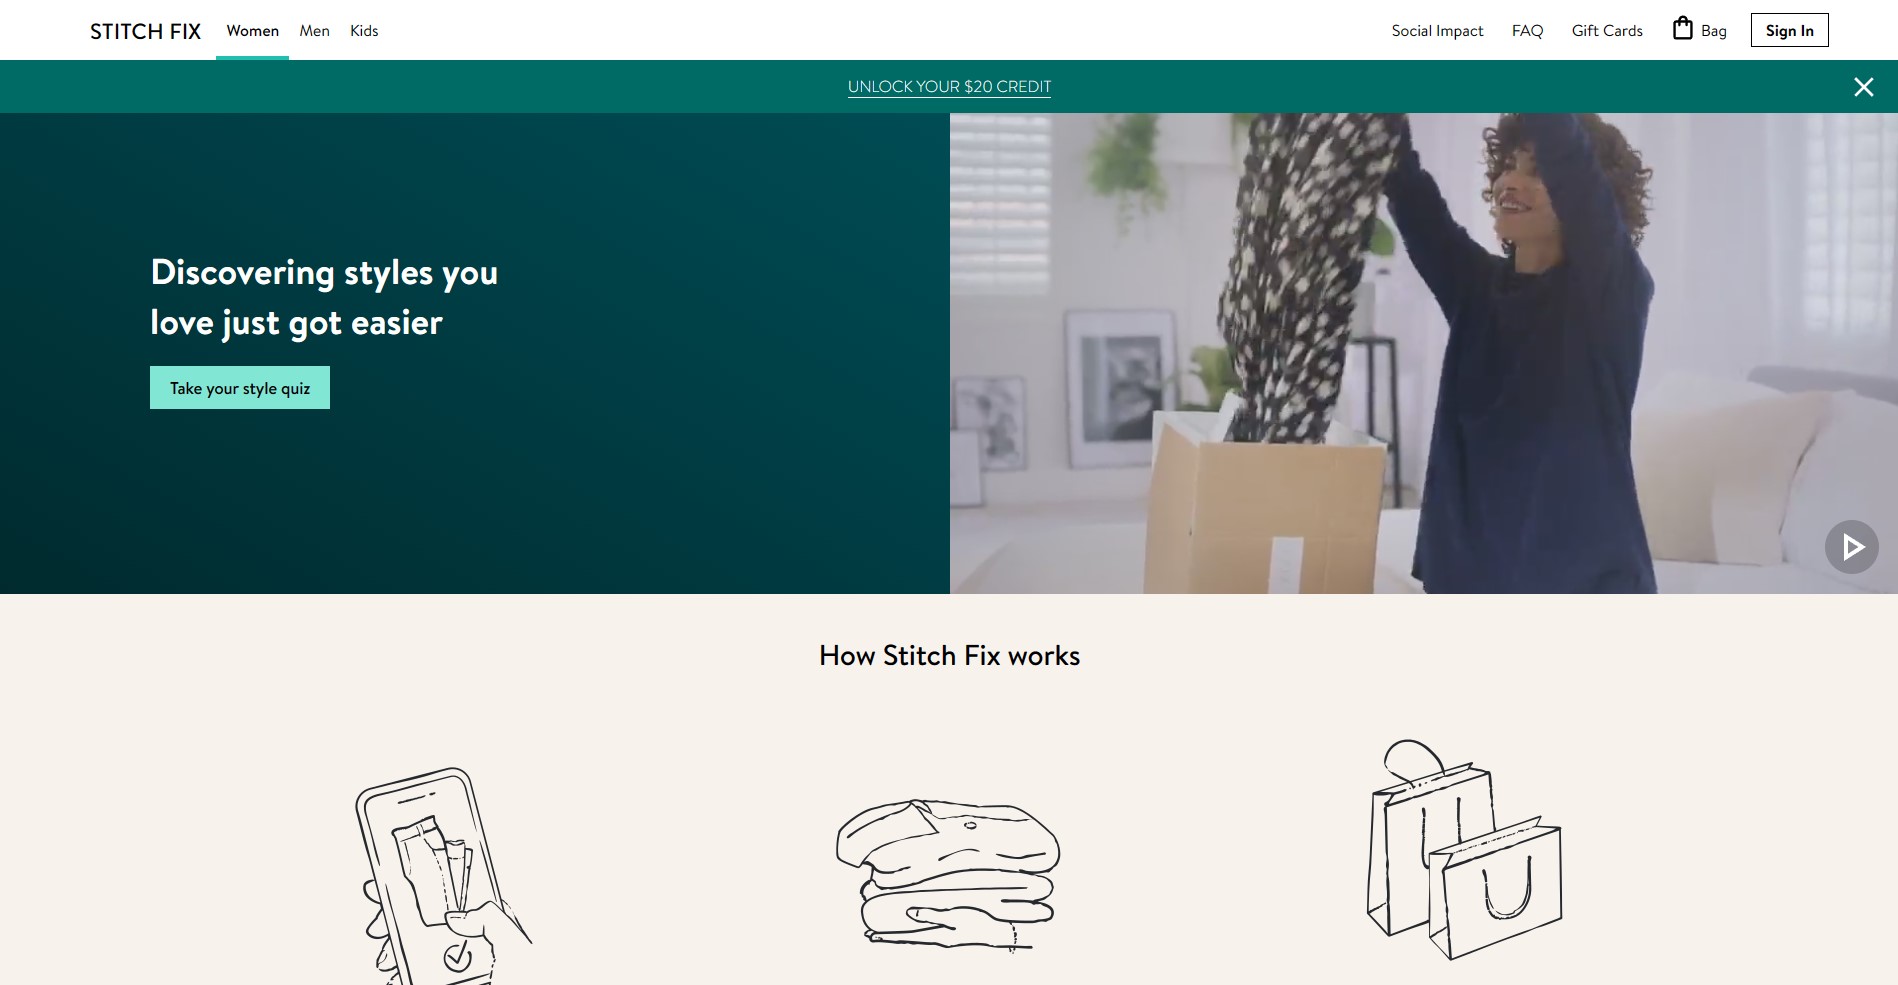 STITCH FIX Women Men Kids Social Impact FAQ Gift Cards Bag Sign In
UNLOCK YOUR $20 CREDIT
Discovering styles you
love just got easier
Take your style quiz
How Stitch Fix works